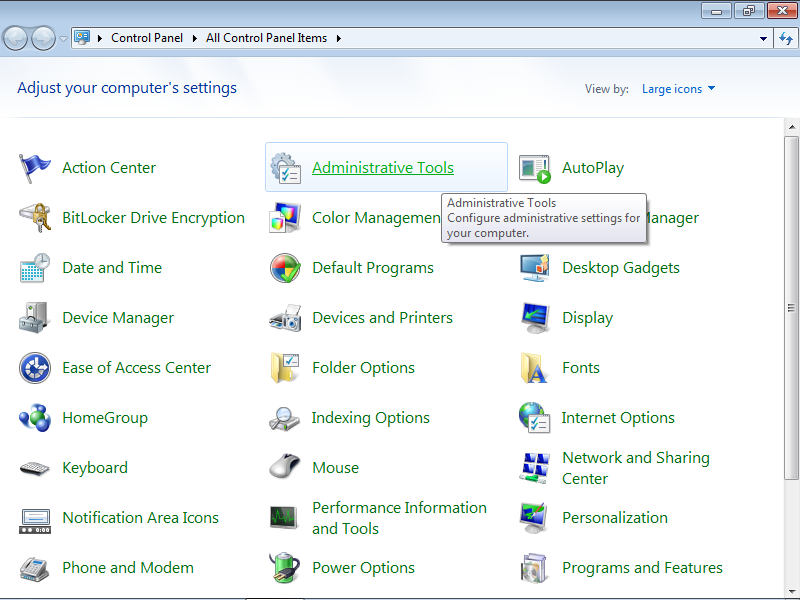 Control Panel All Control Panel Items
Adjust your computer's settings
View by: Large icons
Action Center
Administrative Tools
AutoPlay
BitLocker Drive Encryption
Color Managemen
Manager
Administrative Tools
Configure administrative settings for
your computer.
Date and Time
Default Programs
Desktop Gadgets
Device Manager
Devices and Printers
Display
Ease of Access Center
Folder Options
Fonts
HomeGroup
Indexing Options
Internet Options
Keyboard
Mouse
Network and Sharing
Center
Notification Area Icons
Performance Information
and Tools
Personalization
Phone and Modem
Power Options
Programs and Features